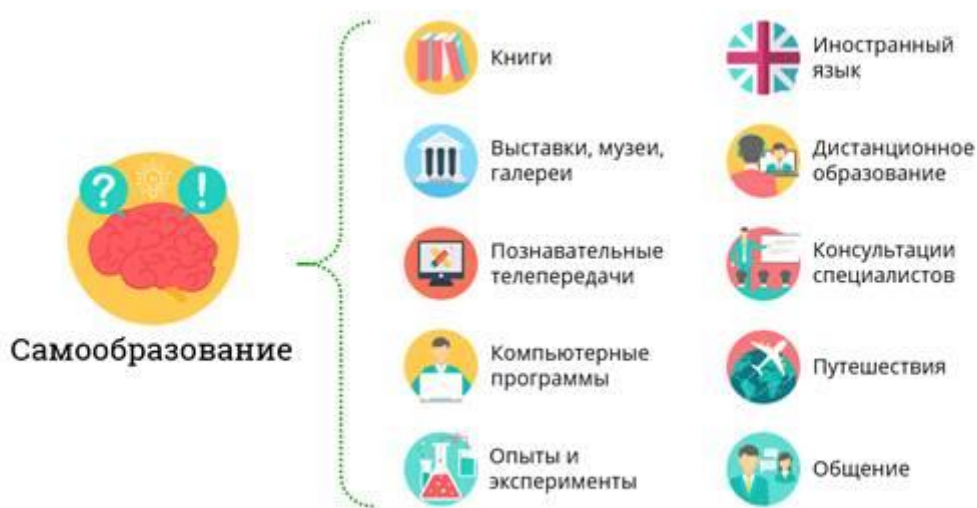 Самообразование
Книги
Выставки, музеи,
галереи
Познавательные
телепередачи
Компьютерные
программы
Опыты и
эксперименты
Иностранный
язык
Дистанционное
образование
Консультации
специалистов
Путешествия
Общение